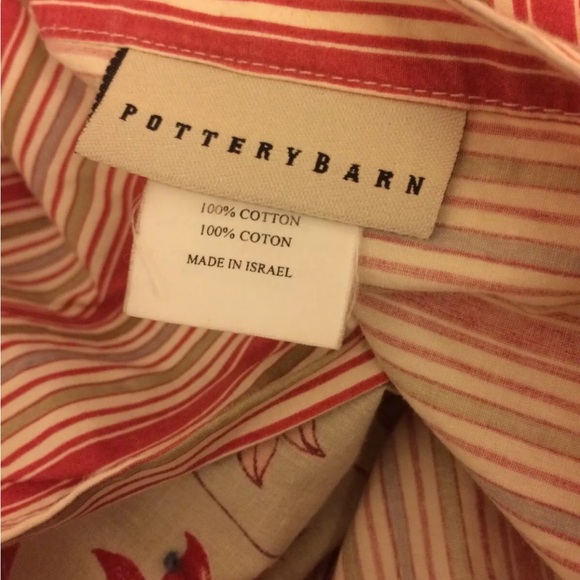 POTTERYBARN
100% COTTON
100% COTON
MADE IN ISRAEL